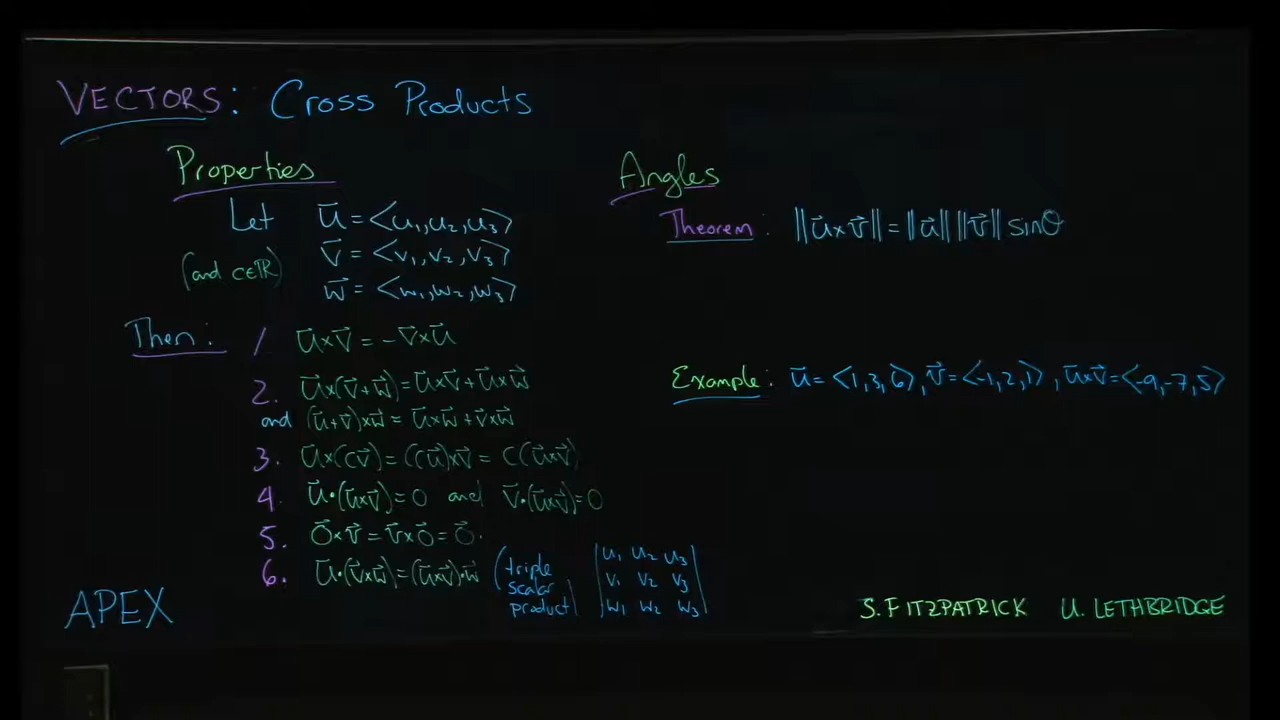 VECTORS: Cross Products
Properties
Let u⃗ = <u₁,u₂,u₃>
(and c∈ℝ) v⃗ = <v₁,v₂,v₃>
w⃗ = <w₁,w₂,w₃>
Then: 1 u⃗×v⃗ = -v⃗×u⃗
2. u⃗×(v⃗+w⃗) = u⃗×v⃗ + u⃗×w⃗
and (u⃗+v⃗)×w⃗ = u⃗×w⃗ + v⃗×w⃗
3. u⃗×(cv⃗) = (cu⃗)×v⃗ = c(u⃗×v⃗)
4. u⃗•(u⃗×v⃗) = 0 and v⃗•(u⃗×v⃗) = 0
5. 0⃗×v⃗ = v⃗×0⃗ = 0⃗.
6. u⃗•(v⃗×w⃗) = (u⃗×v⃗)•w⃗
(triple
scalar
product)
|u₁ u₂ u₃|
|v₁ v₂ v₃|
|w₁ w₂ w₃|
Angles
Theorem: ||u⃗×v⃗|| = ||u⃗|| ||v⃗|| sinθ
Example: u⃗ = <1,3,6>, v⃗ = <-1,2,1>, u⃗×v⃗ = <-9,-7,5>
APEX
S. FITZPATRICK U. LETHBRIDGE